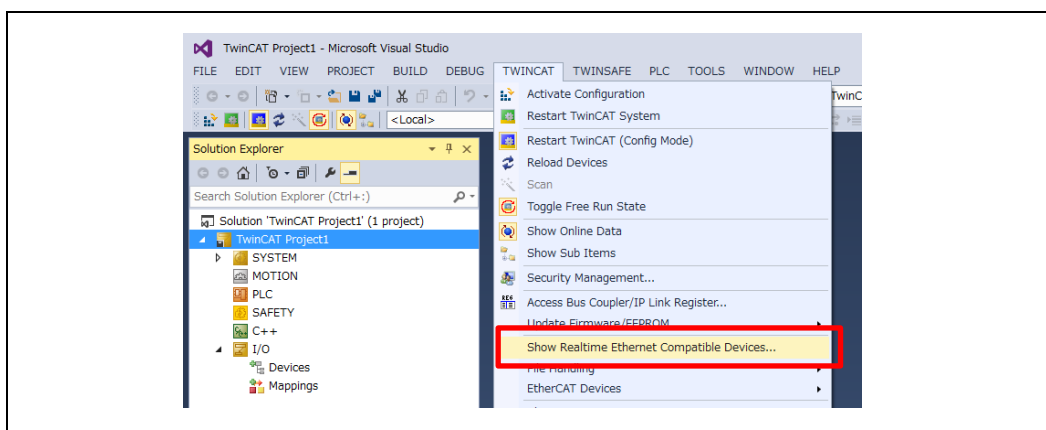 TwinCAT Project1 - Microsoft Visual Studio
FILE EDIT VIEW PROJECT BUILD DEBUG TWINCAT TWINSAFE PLC TOOLS WINDOW HELP
<Local>
TwinC
Solution Explorer
Search Solution Explorer (Ctrl+:)
Solution 'TwinCAT Project1' (1 project)
TwinCAT Project1
SYSTEM
MOTION
PLC
SAFETY
C++
I/O
Devices
Mappings
Activate Configuration
Restart TwinCAT System
Restart TwinCAT (Config Mode)
Reload Devices
Scan
Toggle Free Run State
Show Online Data
Show Sub Items
Security Management...
Access Bus Coupler/IP Link Register...
Update Firmware/EEPROM
Show Realtime Ethernet Compatible Devices...
File Handling
EtherCAT Devices